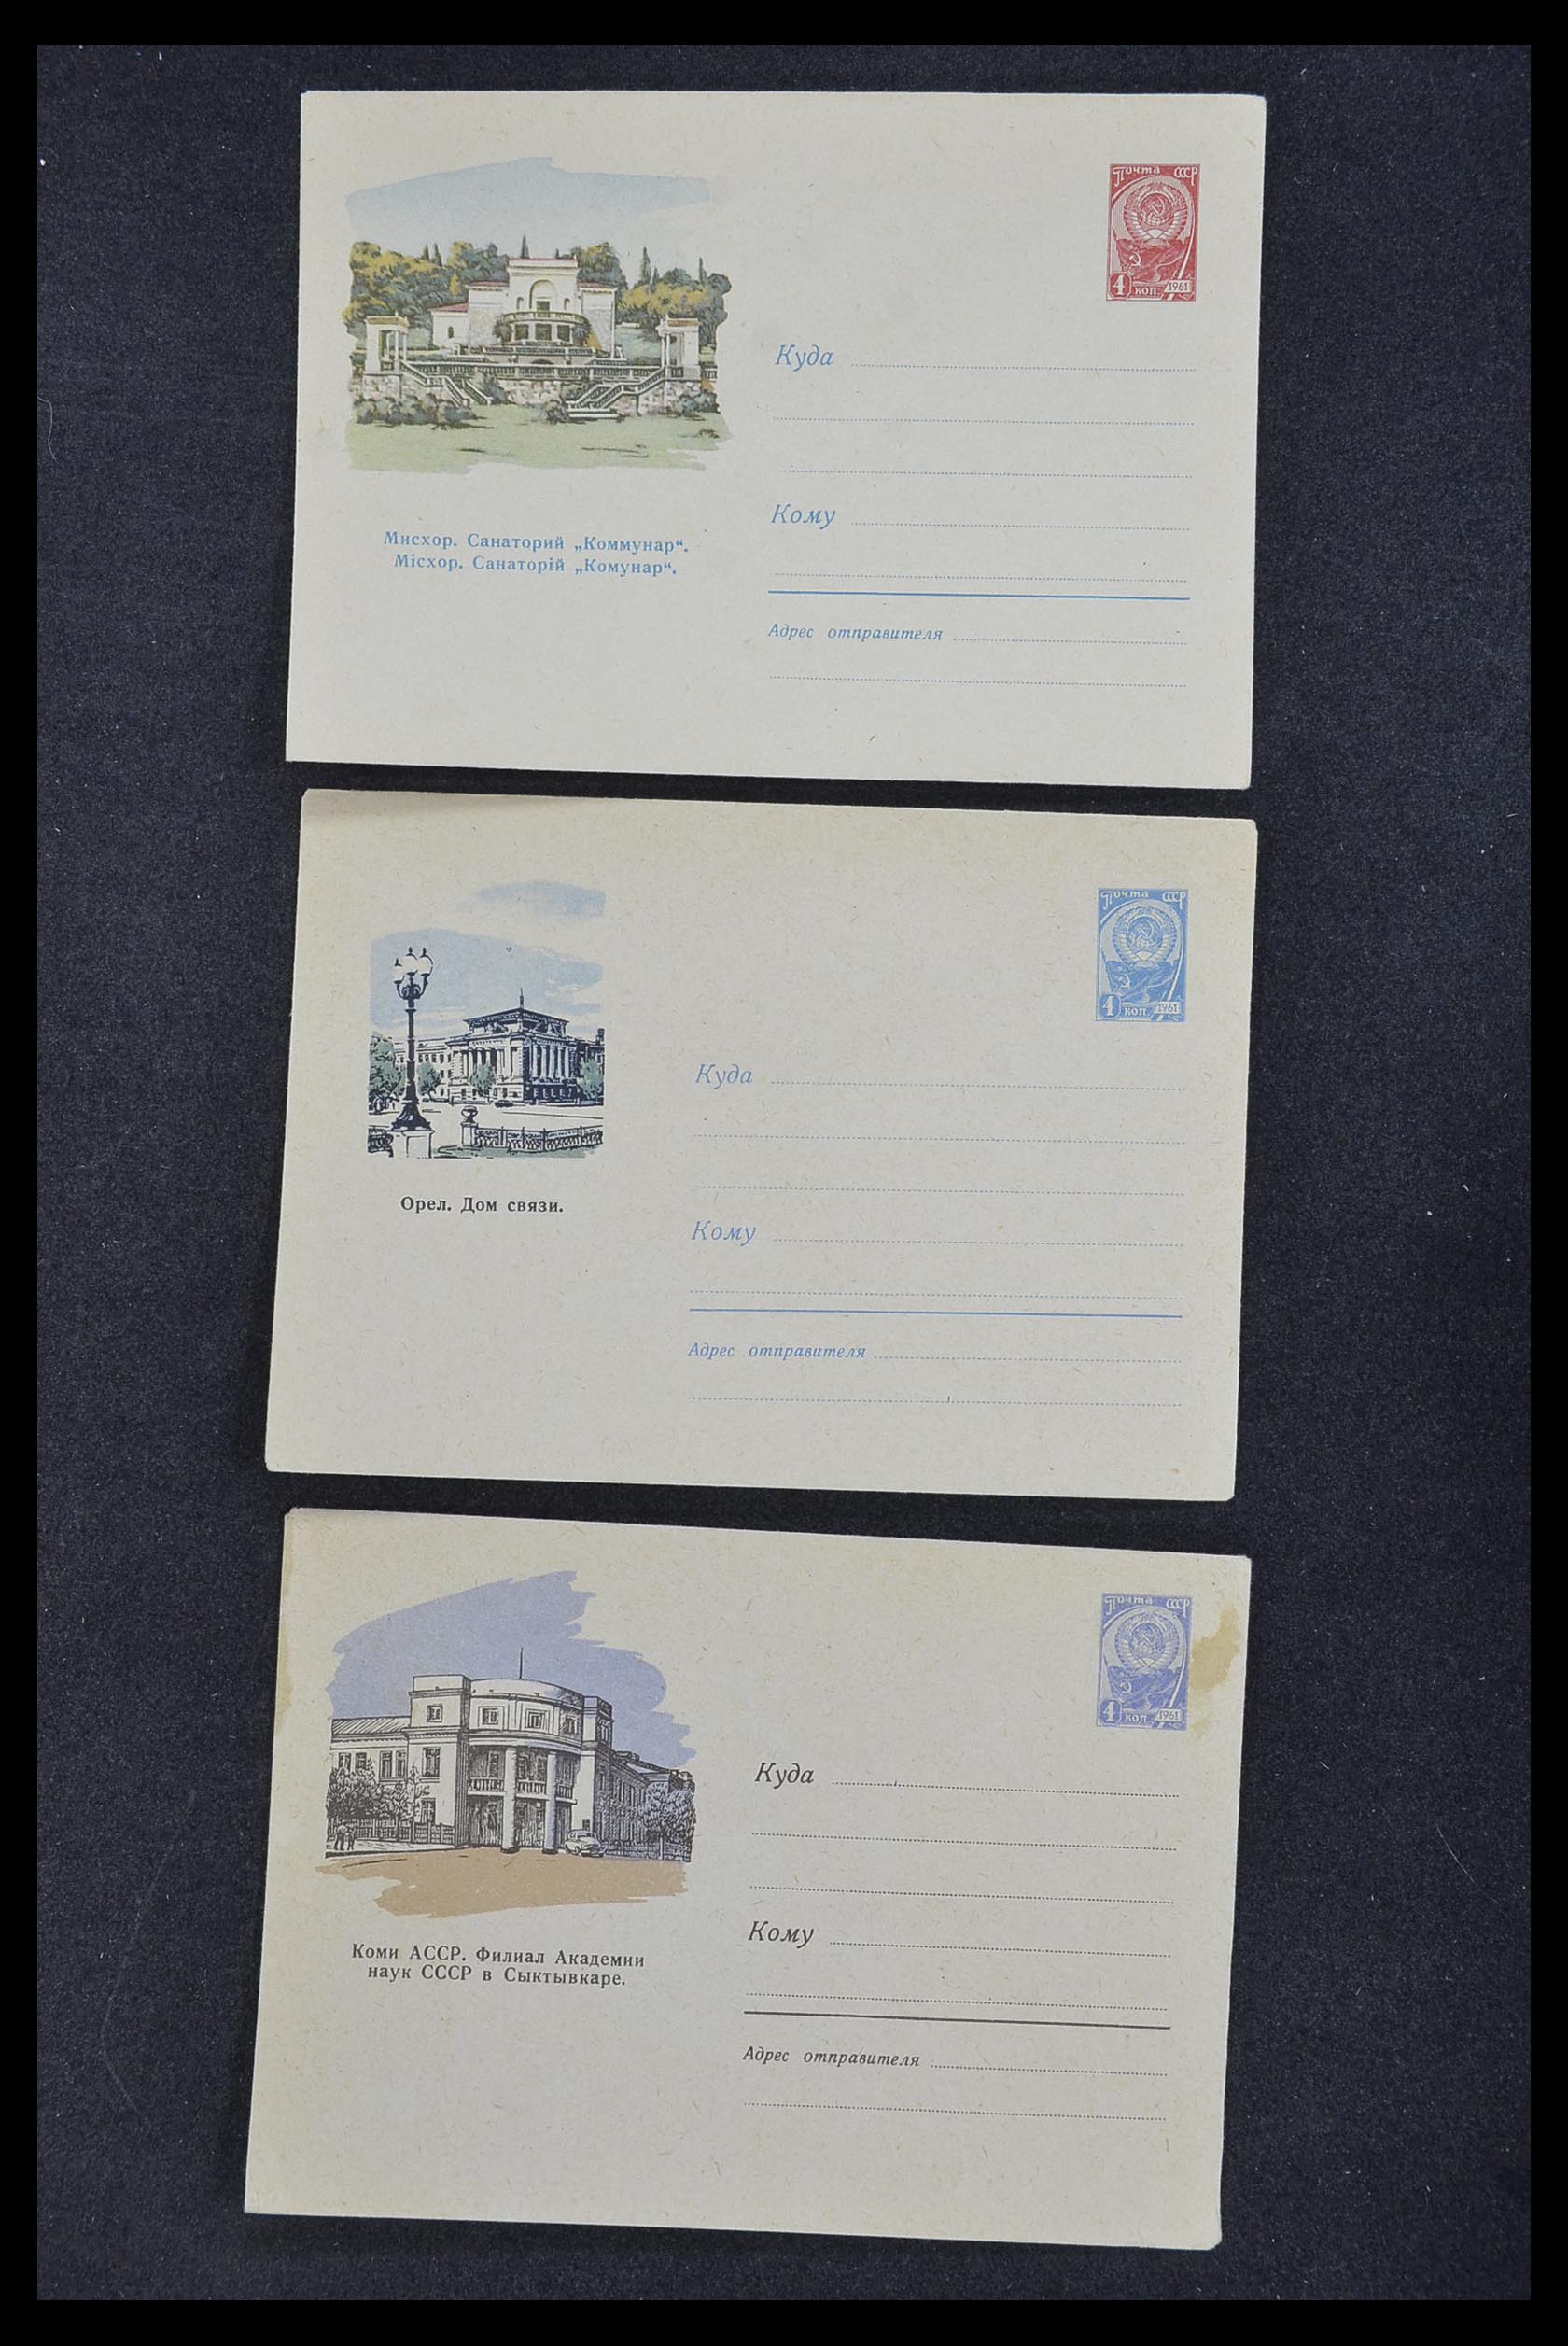 Почта СССР
4 коп. 1961
Куда
Кому
Мисхор. Санаторий „Коммунар“.
Місхор. Санаторій „Комунар“.
Адрес отправителя
Почта СССР
4 коп 1961
Куда
Орел. Дом связи.
Кому
Адрес отправителя
Почта СССР
4 коп 1961
Куда
Кому
Коми АССР. Филиал Академии
наук СССР в Сыктывкаре.
Адрес отправителя